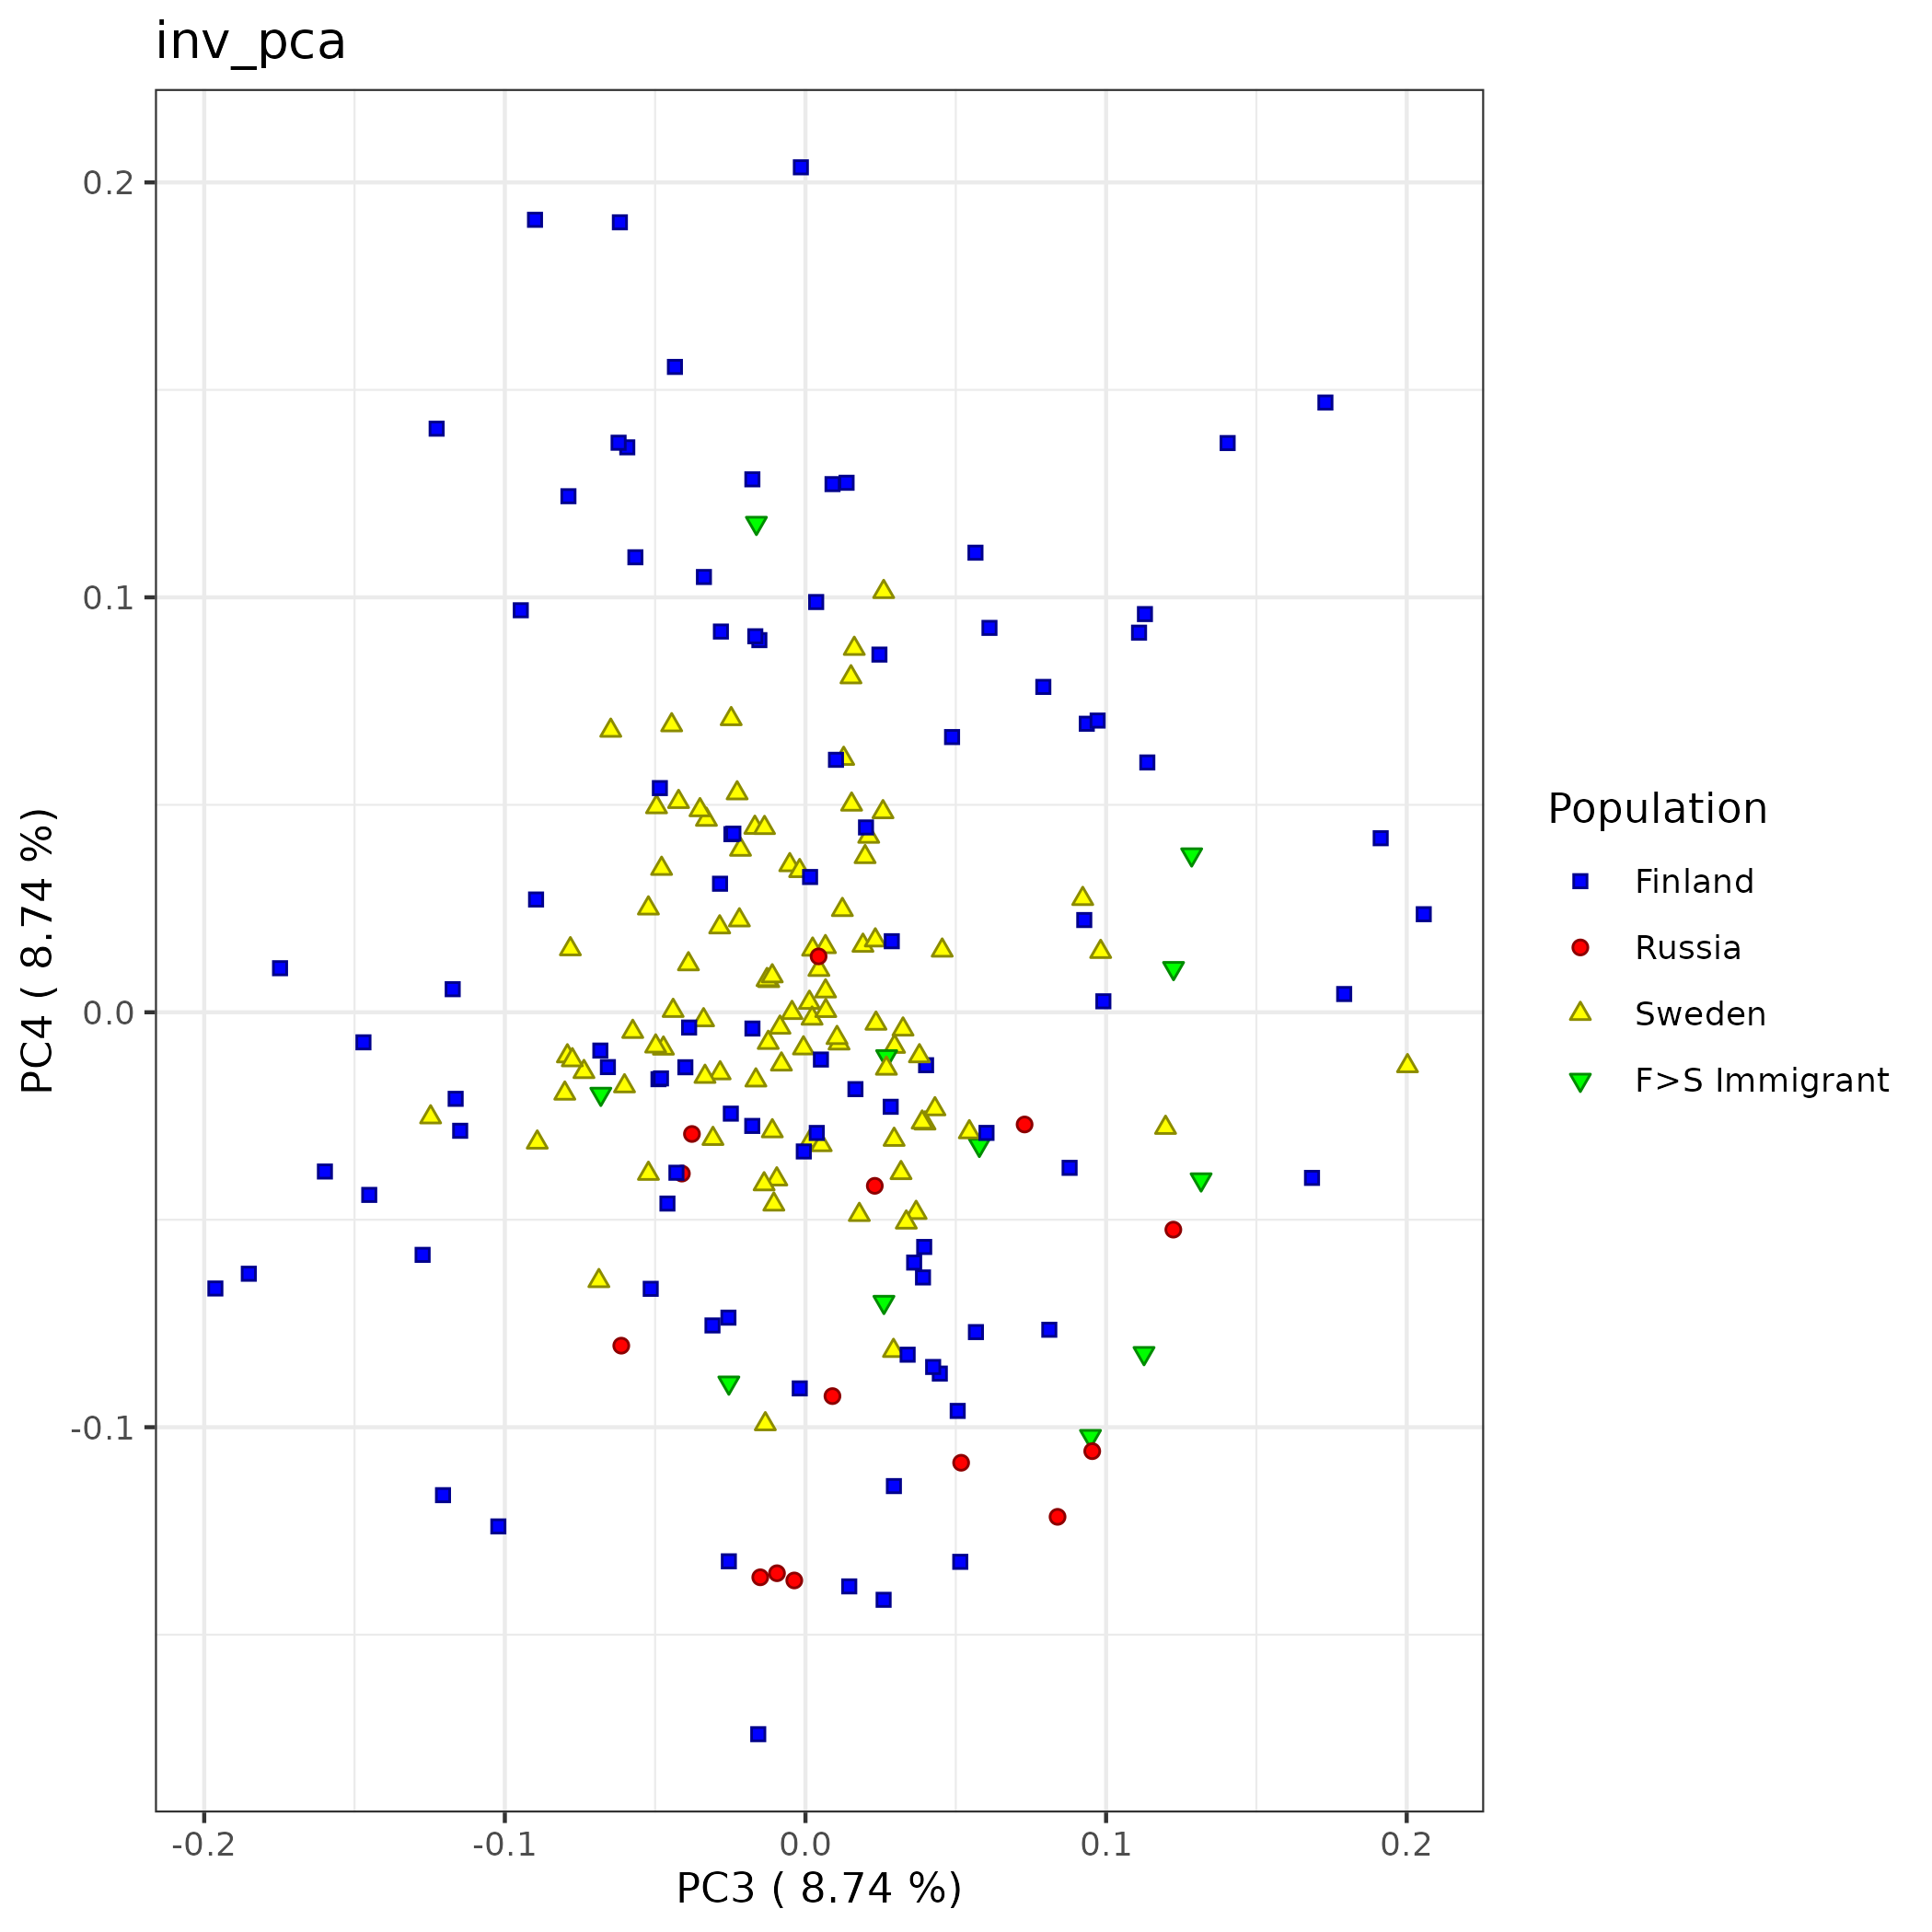 inv_pca
0.2
0.1
0.0
-0.1
PC4 ( 8.74 %)
-0.2
-0.1
0.0
0.1
0.2
PC3 ( 8.74 %)
Population
Finland
Russia
Sweden
F>S Immigrant